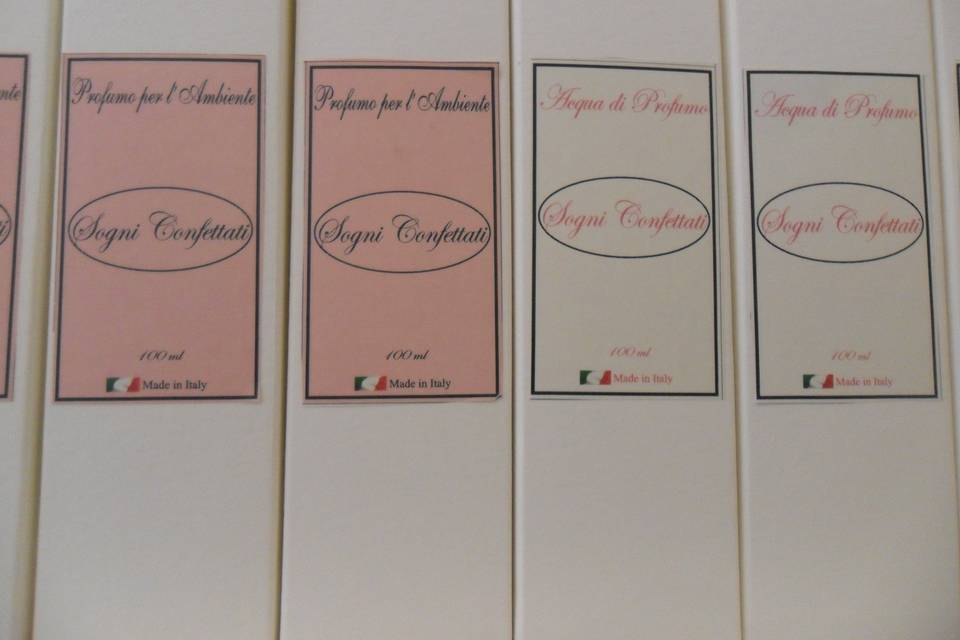 nte
ti
Profumo per l'Ambiente
Sogni Confettati
100 ml
Made in Italy
Profumo per l'Ambiente
Sogni Confettati
100 ml
Made in Italy
Acqua di Profumo
Sogni Confettati
100 ml
Made in Italy
Acqua di Profumo
Sogni Confettati
100 ml
Made in Italy